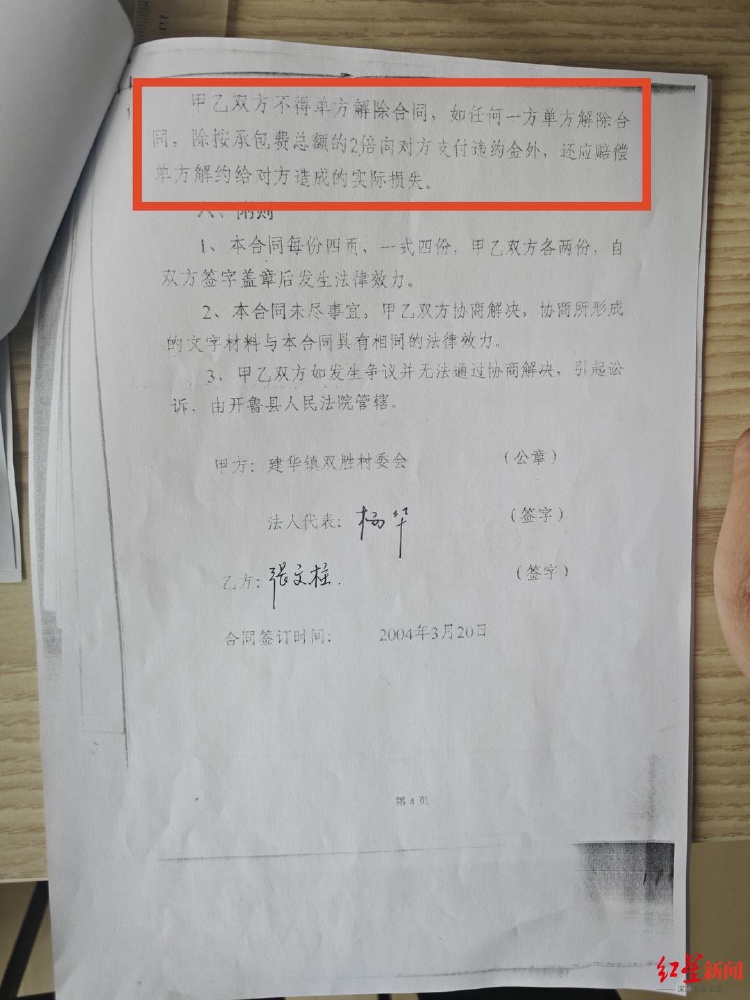 甲乙双方不得单方解除合同，如任何一方单方解除合
同，除按承包费总额的2倍向对方支付违约金外，还应赔偿
单方解约给对方造成的实际损失。
六、附则
1、本合同每份四页，一式四份，甲乙双方各两份，自
双方签字盖章后发生法律效力。
2、本合同未尽事宜，甲乙双方协商解决，协商所形成
的文字材料与本合同具有相同的法律效力。
3、甲乙双方如发生争议并无法通过协商解决，引起讼
诉，由开鲁县人民法院管辖。
甲方：建华镇双胜村委会 （公章）
法人代表：杨华 （签字）
乙方：張文柱. （签字）
合同签订时间： 2004年3月20日
第4页
红星新闻